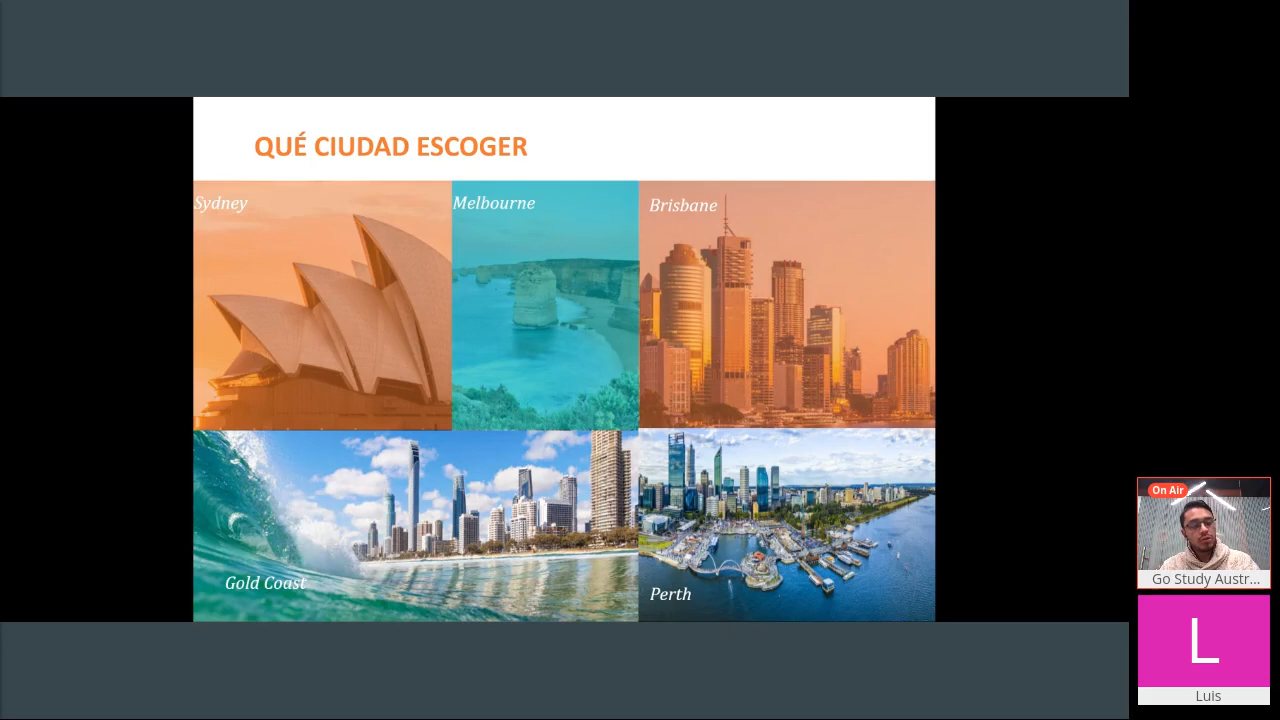 QUÉ CIUDAD ESCOGER
Sydney
Melbourne
Brisbane
Gold Coast
Perth
On Air
Go Study Austr...
L
Luis